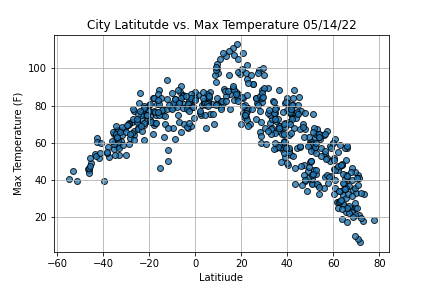 City Latitutde vs. Max Temperature 05/14/22
Max Temperature (F)
100
80
60
40
20
−60 −40 −20 0 20 40 60 80
Latitiude